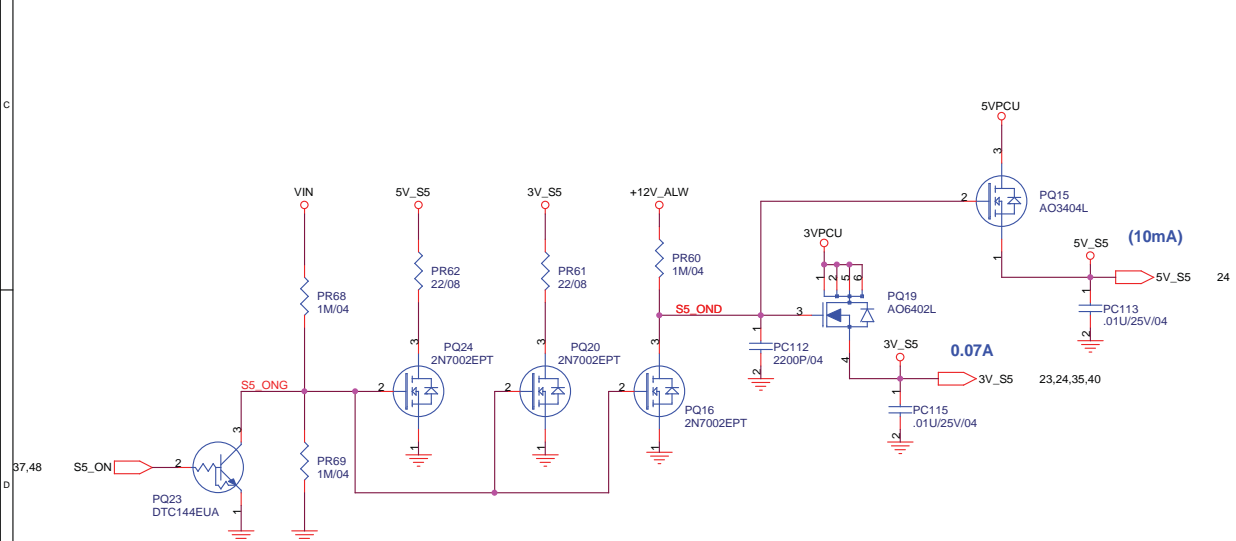 C
5VPCU
3
2
PQ15
AO3404L
1
VIN
5V_S5
3V_S5
+12V_ALW
5V_S5
(10mA)
5V_S5
24
3VPCU
1
2
5
6
PR68
1M/04
PR62
22/08
PR61
22/08
PR60
1M/04
PQ19
AO6402L
3
4
1
PC113
.01U/25V/04
2
S5_OND
1
PC112
2200P/04
2
3V_S5
0.07A
3V_S5
23,24,35,40
1
PC115
.01U/25V/04
2
3
PQ24
2N7002EPT
2
1
3
PQ20
2N7002EPT
2
1
3
2
PQ16
2N7002EPT
1
S5_ONG
3
37,48
S5_ON
2
PQ23
DTC144EUA
1
PR69
1M/04
D